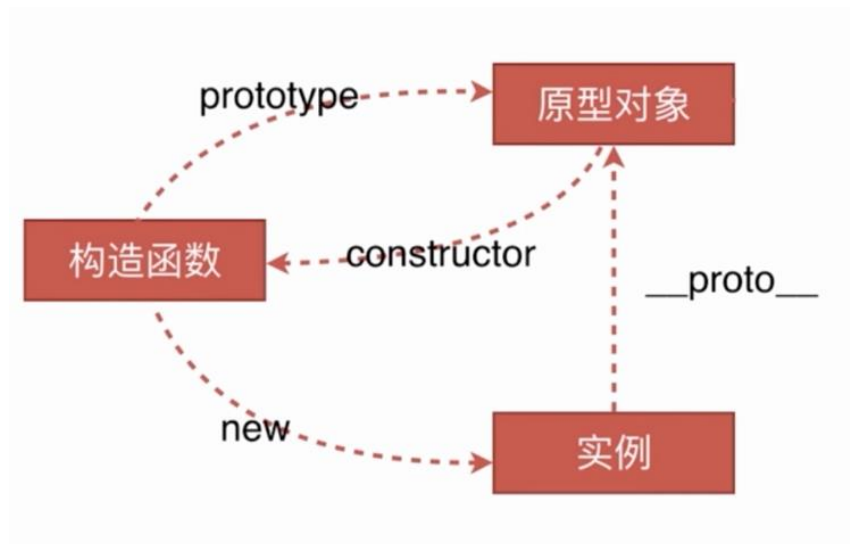 prototype
原型对象
构造函数
constructor
__proto__
new
实例